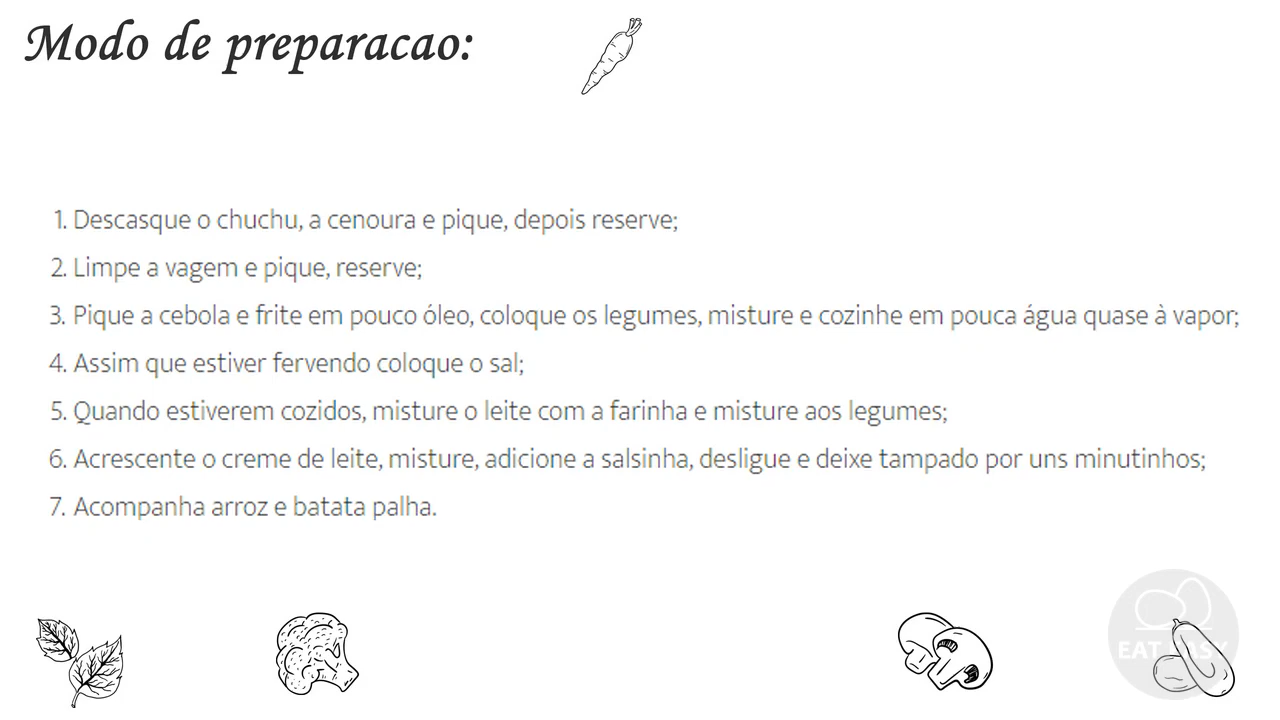 Modo de preparacao:
1. Descasque o chuchu, a cenoura e pique, depois reserve;
2. Limpe a vagem e pique, reserve;
3. Pique a cebola e frite em pouco óleo, coloque os legumes, misture e cozinhe em pouca água quase à vapor;
4. Assim que estiver fervendo coloque o sal;
5. Quando estiverem cozidos, misture o leite com a farinha e misture aos legumes;
6. Acrescente o creme de leite, misture, adicione a salsinha, desligue e deixe tampado por uns minutinhos;
7. Acompanha arroz e batata palha.
EAT EASY